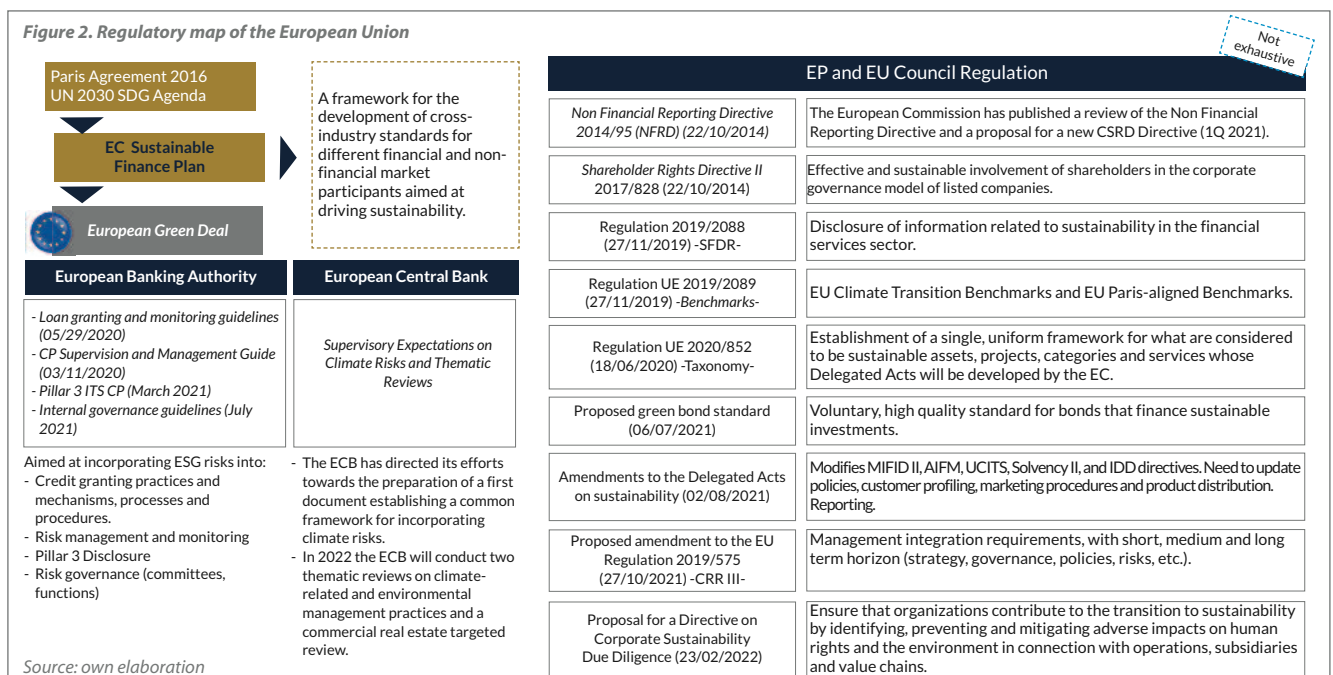 Figure 2. Regulatory map of the European Union
Not
exhaustive
Paris Agreement 2016
UN 2030 SDG Agenda
EC Sustainable
Finance Plan
European Green Deal
A framework for the
development of cross-
industry standards for
different financial and non-
financial market
participants aimed at
driving sustainability.
European Banking Authority
- Loan granting and monitoring guidelines
(05/29/2020)
- CP Supervision and Management Guide
(03/11/2020)
- Pillar 3 ITS CP (March 2021)
- Internal governance guidelines (July
2021)
Aimed at incorporating ESG risks into:
- Credit granting practices and
mechanisms, processes and
procedures.
- Risk management and monitoring
- Pillar 3 Disclosure
- Risk governance (committees,
functions)
European Central Bank
Supervisory Expectations on
Climate Risks and Thematic
Reviews
- The ECB has directed its efforts
towards the preparation of a first
document establishing a common
framework for incorporating
climate risks.
- In 2022 the ECB will conduct two
thematic reviews on climate-
related and environmental
management practices and a
commercial real estate targeted
review.
EP and EU Council Regulation
Non Financial Reporting Directive
2014/95 (NFRD) (22/10/2014)
The European Commission has published a review of the Non Financial
Reporting Directive and a proposal for a new CSRD Directive (1Q 2021).
Shareholder Rights Directive II
2017/828 (22/10/2014)
Effective and sustainable involvement of shareholders in the corporate
governance model of listed companies.
Regulation 2019/2088
(27/11/2019) -SFDR-
Disclosure of information related to sustainability in the financial
services sector.
Regulation UE 2019/2089
(27/11/2019) -Benchmarks-
EU Climate Transition Benchmarks and EU Paris-aligned Benchmarks.
Regulation UE 2020/852
(18/06/2020) -Taxonomy-
Establishment of a single, uniform framework for what are considered
to be sustainable assets, projects, categories and services whose
Delegated Acts will be developed by the EC.
Proposed green bond standard
(06/07/2021)
Voluntary, high quality standard for bonds that finance sustainable
investments.
Amendments to the Delegated Acts
on sustainability (02/08/2021)
Modifies MIFID II, AIFM, UCITS, Solvency II, and IDD directives. Need to update
policies, customer profiling, marketing procedures and product distribution.
Reporting.
Proposed amendment to the EU
Regulation 2019/575
(27/10/2021) -CRR III-
Management integration requirements, with short, medium and long
term horizon (strategy, governance, policies, risks, etc.).
Proposal for a Directive on
Corporate Sustainability
Due Diligence (23/02/2022)
Ensure that organizations contribute to the transition to sustainability
by identifying, preventing and mitigating adverse impacts on human
rights and the environment in connection with operations, subsidiaries
and value chains.
Source: own elaboration